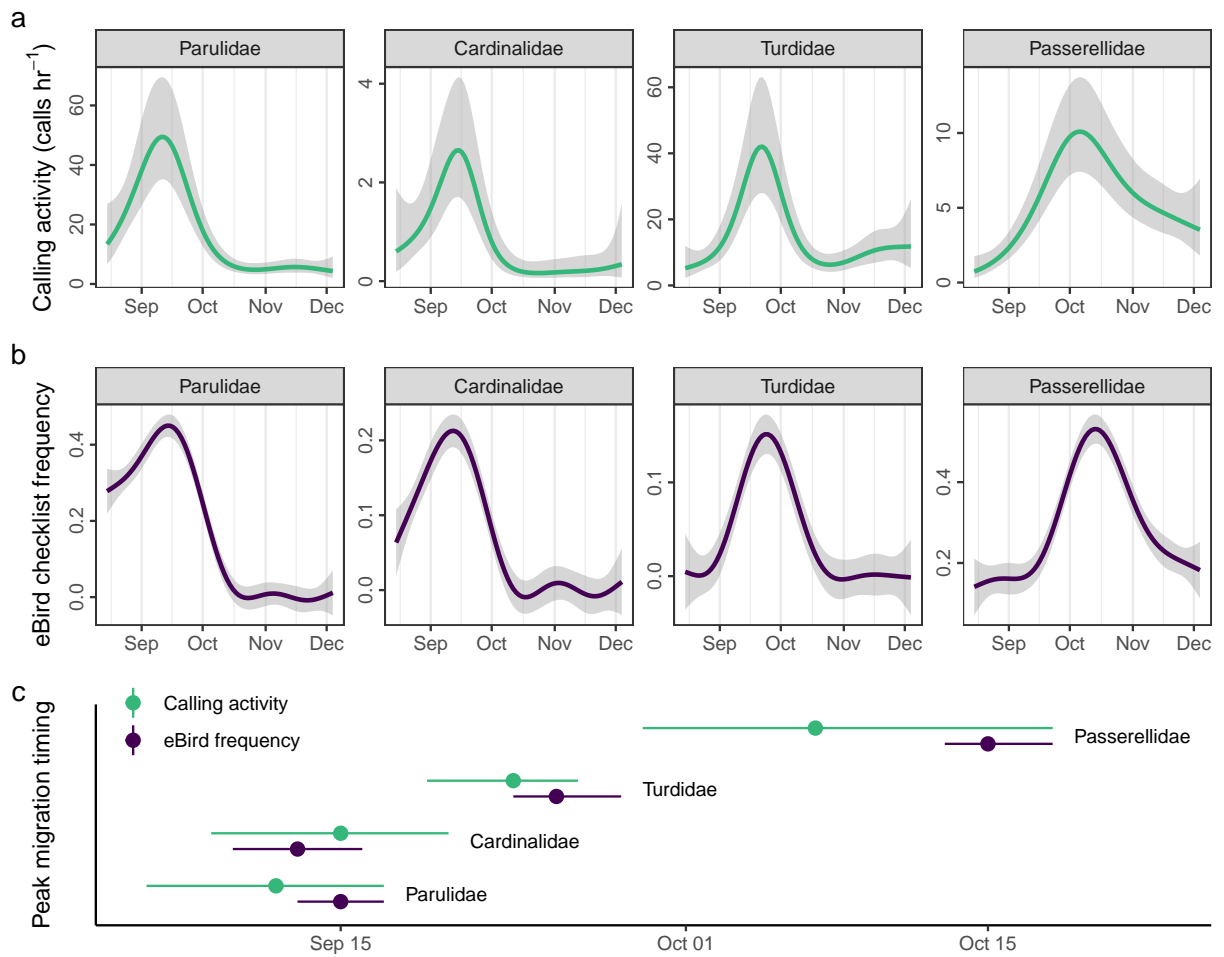 a
Calling activity (calls hr⁻¹)
Parulidae
Cardinalidae
Turdidae
Passerellidae
60
40
20
0
4
2
0
60
40
20
0
10
5
0
Sep Oct Nov Dec
Sep Oct Nov Dec
Sep Oct Nov Dec
Sep Oct Nov Dec
b
eBird checklist frequency
Parulidae
Cardinalidae
Turdidae
Passerellidae
0.4
0.2
0.0
0.2
0.1
0.0
0.1
0.0
0.4
0.2
Sep Oct Nov Dec
Sep Oct Nov Dec
Sep Oct Nov Dec
Sep Oct Nov Dec
c
Peak migration timing
Calling activity
eBird frequency
Passerellidae
Turdidae
Cardinalidae
Parulidae
Sep 15
Oct 01
Oct 15